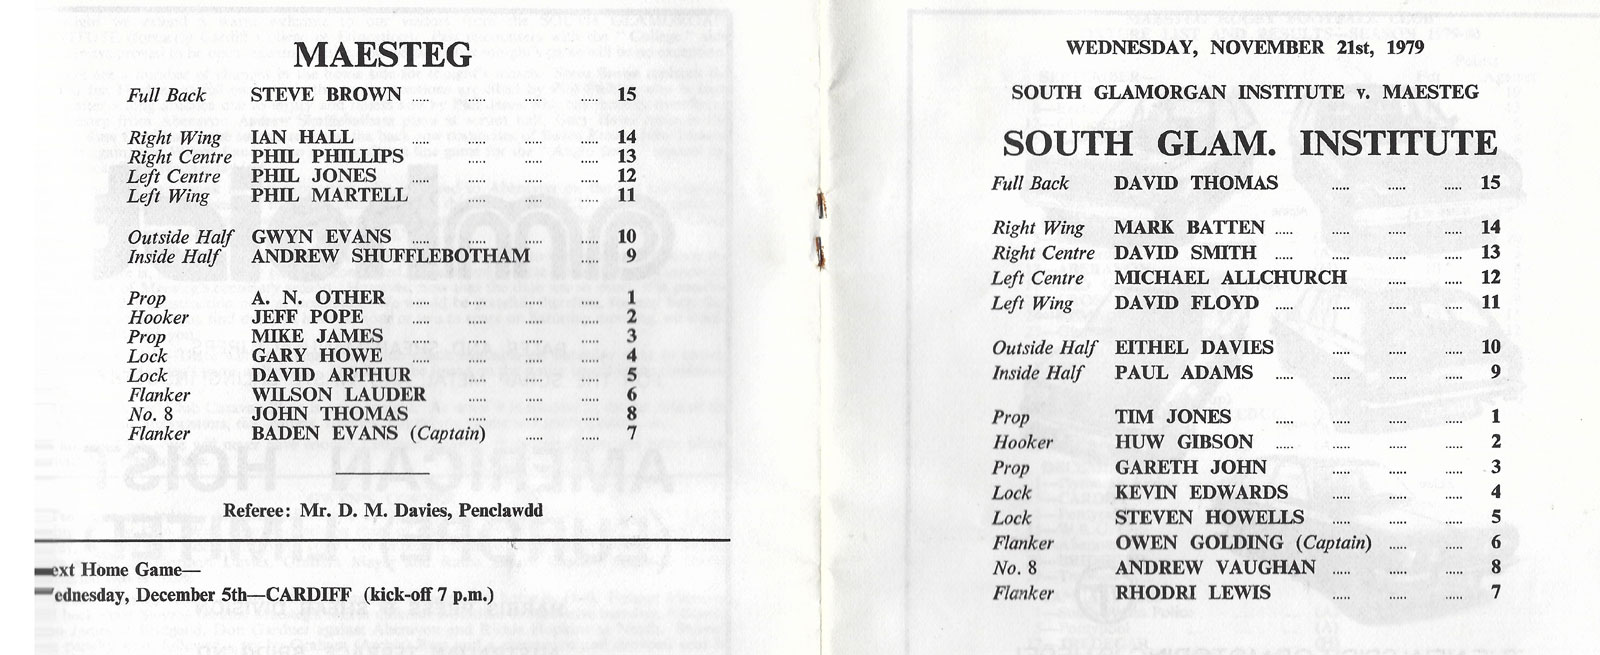 MAESTEG
Full Back STEVE BROWN ..... ..... ..... ..... 15
Right Wing IAN HALL ..... ..... ..... 14
Right Centre PHIL PHILLIPS ..... ..... ..... 13
Left Centre PHIL JONES ..... ..... ..... ..... 12
Left Wing PHIL MARTELL ..... ..... ..... 11
Outside Half GWYN EVANS ..... ..... ..... ..... 10
Inside Half ANDREW SHUFFLEBOTHAM ..... 9
Prop A. N. OTHER ..... ..... ..... ..... 1
Hooker JEFF POPE ..... ..... ..... ..... 2
Prop MIKE JAMES ..... ..... ..... ..... 3
Lock GARY HOWE ..... ..... ..... ..... 4
Lock DAVID ARTHUR ..... ..... ..... 5
Flanker WILSON LAUDER ..... ..... ..... 6
No. 8 JOHN THOMAS ..... ..... ..... 8
Flanker BADEN EVANS (Captain) ..... ..... 7
Referee: Mr. D. M. Davies, Penclawdd
ext Home Game—
ednesday, December 5th—CARDIFF (kick-off 7 p.m.)
WEDNESDAY, NOVEMBER 21st, 1979
SOUTH GLAMORGAN INSTITUTE v. MAESTEG
SOUTH GLAM. INSTITUTE
Full Back DAVID THOMAS ..... ..... ..... 15
Right Wing MARK BATTEN ..... ..... ..... ..... 14
Right Centre DAVID SMITH ..... ..... ..... ..... 13
Left Centre MICHAEL ALLCHURCH ..... ..... 12
Left Wing DAVID FLOYD ..... ..... ..... ..... 11
Outside Half EITHEL DAVIES ..... ..... ..... 10
Inside Half PAUL ADAMS ..... ..... ..... ..... 9
Prop TIM JONES ..... ..... ..... ..... 1
Hooker HUW GIBSON ..... ..... ..... ..... 2
Prop GARETH JOHN ..... ..... ..... 3
Lock KEVIN EDWARDS ..... ..... ..... 4
Lock STEVEN HOWELLS ..... ..... ..... 5
Flanker OWEN GOLDING (Captain) ..... ..... 6
No. 8 ANDREW VAUGHAN ..... ..... ..... 8
Flanker RHODRI LEWIS ..... ..... ..... 7